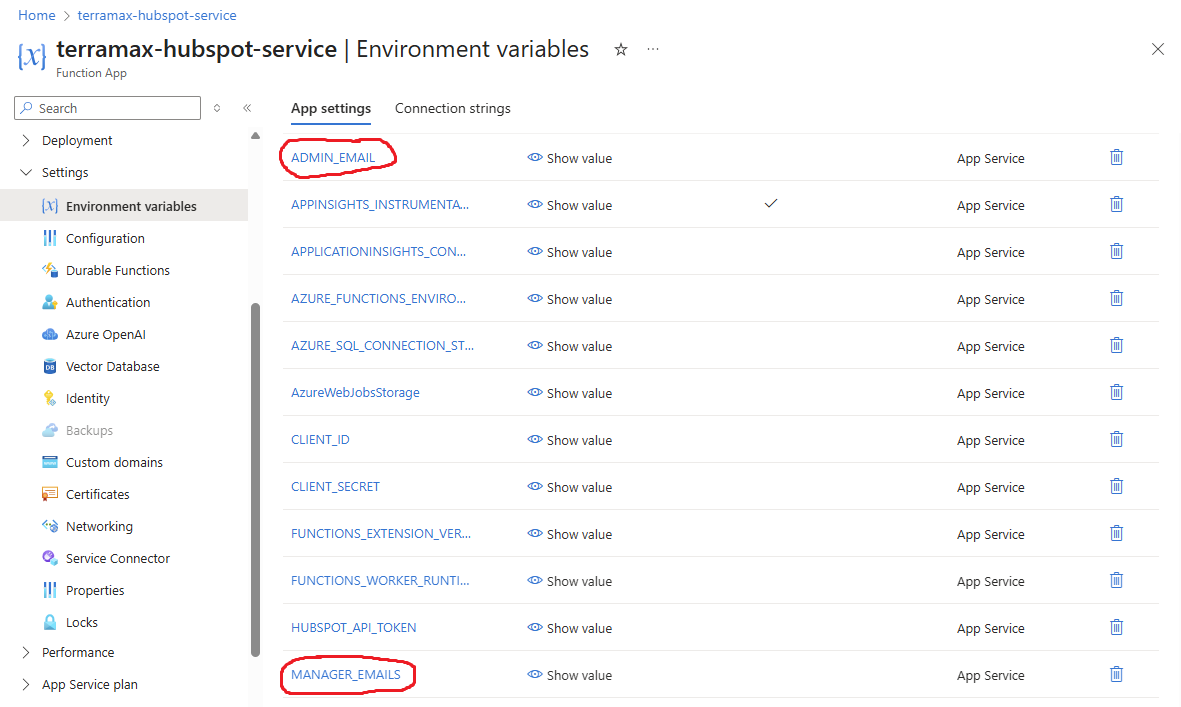 Home > terramax-hubspot-service
terramax-hubspot-service | Environment variables
Function App
Search
App settings
Connection strings
Deployment
Settings
Environment variables
Configuration
Durable Functions
Authentication
Azure OpenAI
Vector Database
Identity
Backups
Custom domains
Certificates
Networking
Service Connector
Properties
Locks
Performance
App Service plan
ADMIN_EMAIL Show value App Service
APPINSIGHTS_INSTRUMENTA... Show value App Service
APPLICATIONINSIGHTS_CON... Show value App Service
AZURE_FUNCTIONS_ENVIRO... Show value App Service
AZURE_SQL_CONNECTION_ST... Show value App Service
AzureWebJobsStorage Show value App Service
CLIENT_ID Show value App Service
CLIENT_SECRET Show value App Service
FUNCTIONS_EXTENSION_VER... Show value App Service
FUNCTIONS_WORKER_RUNTI... Show value App Service
HUBSPOT_API_TOKEN Show value App Service
MANAGER_EMAILS Show value App Service